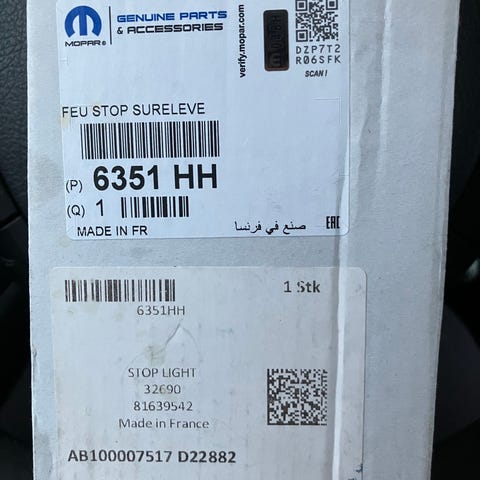 MOPAR®
GENUINE PARTS
& ACCESSORIES
verify.mopar.com
DZP7T2
R06SFK
SCAN!
FEU STOP SURELEVE
(P) 6351 HH
(Q) 1
MADE IN FR
صنع في فرنسا
EAC
1 Stk
6351HH
STOP LIGHT
32690
81639542
Made in France
AB100007517 D22882